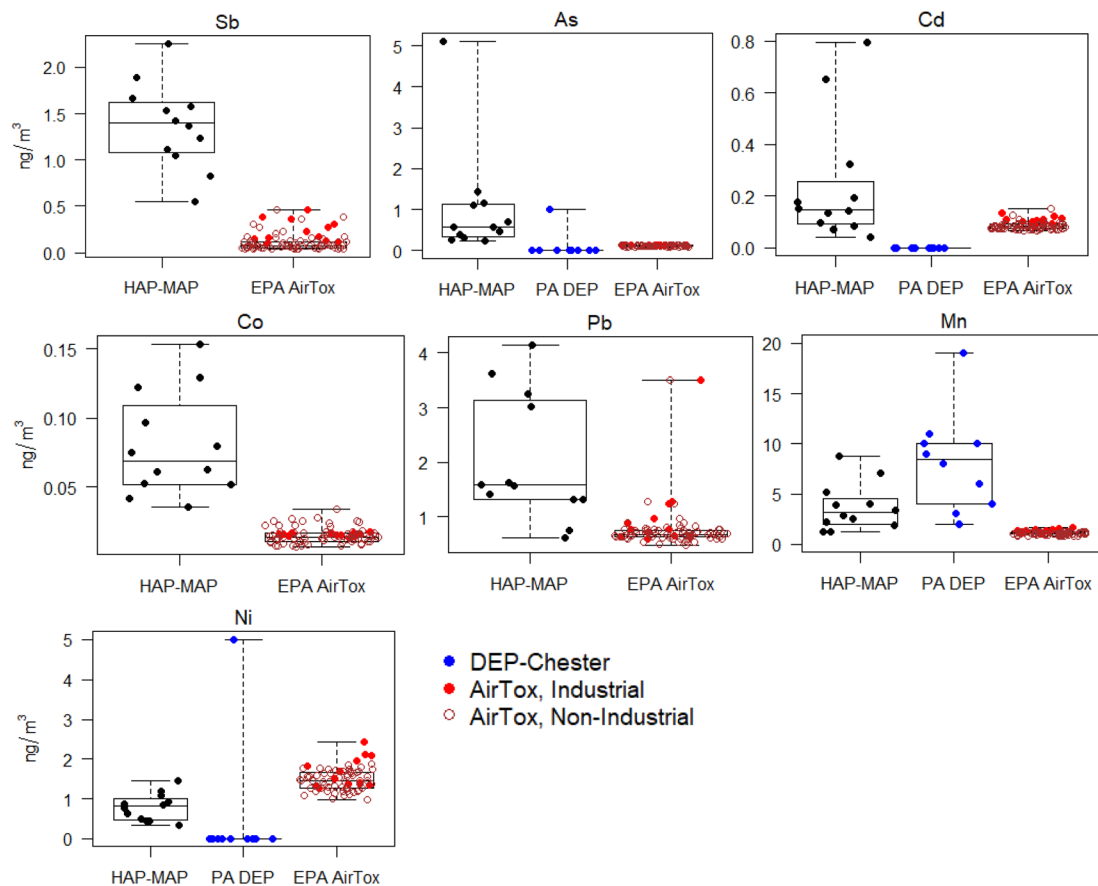 Sb
As
Cd
ng/m³
2.0
1.5
1.0
0.5
0.0
5
4
3
2
1
0
0.8
0.6
0.4
0.2
0.0
HAP-MAP EPA AirTox
HAP-MAP PA DEP EPA AirTox
HAP-MAP PA DEP EPA AirTox
Co
Pb
Mn
ng/m³
0.15
0.10
0.05
4
3
2
1
20
15
10
5
0
HAP-MAP EPA AirTox
HAP-MAP EPA AirTox
HAP-MAP PA DEP EPA AirTox
Ni
ng/m³
5
4
3
2
1
0
HAP-MAP PA DEP EPA AirTox
DEP-Chester
AirTox, Industrial
AirTox, Non-Industrial